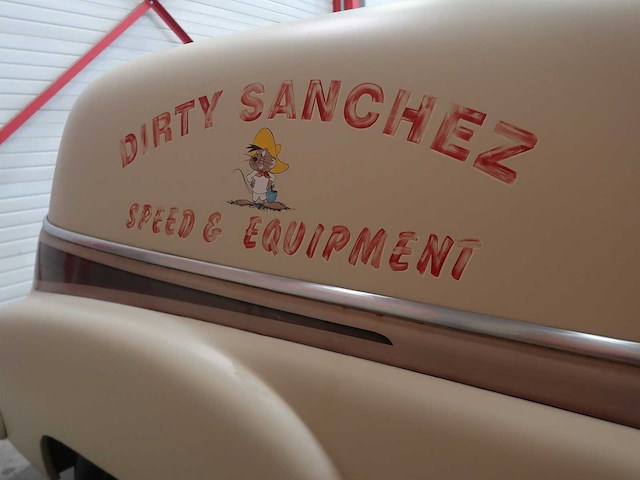 DIRTY SANCHEZ
SPEED & EQUIPMENT